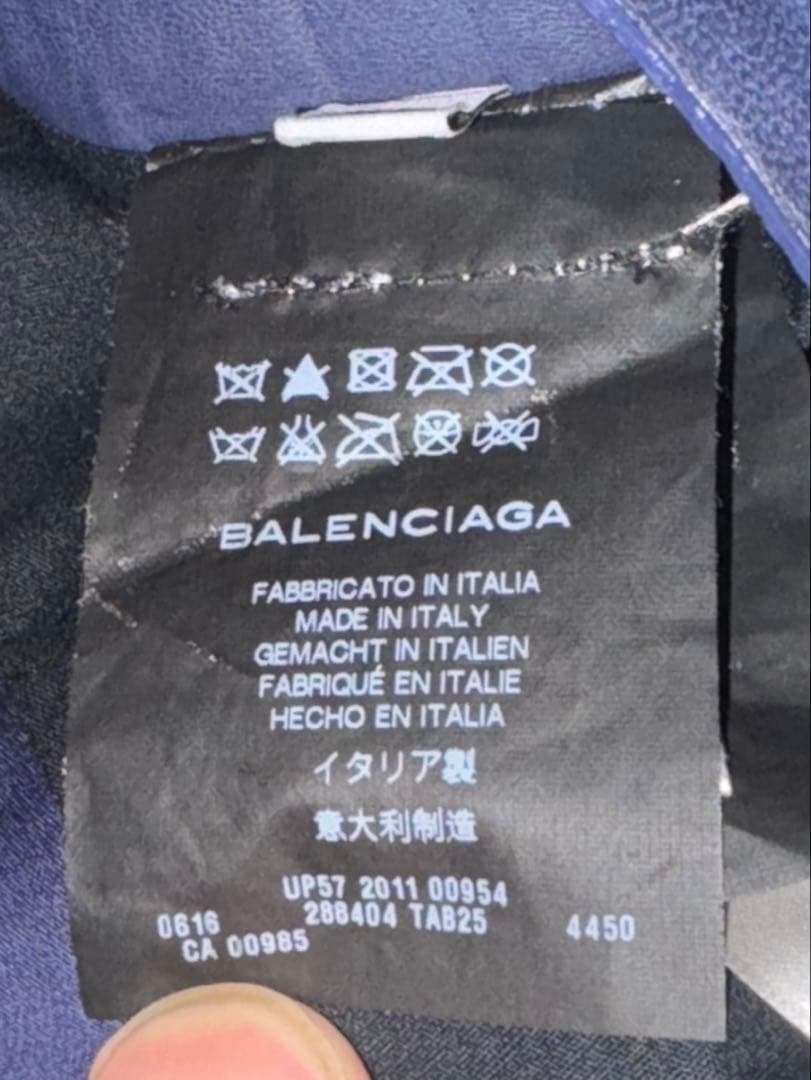 BALENCIAGA
FABBRICATO IN ITALIA
MADE IN ITALY
GEMACHT IN ITALIEN
FABRIQUÉ EN ITALIE
HECHO EN ITALIA
イタリア製
意大利制造
UP57 2011 00954
0616 288404 TAB25 4450
CA 00985